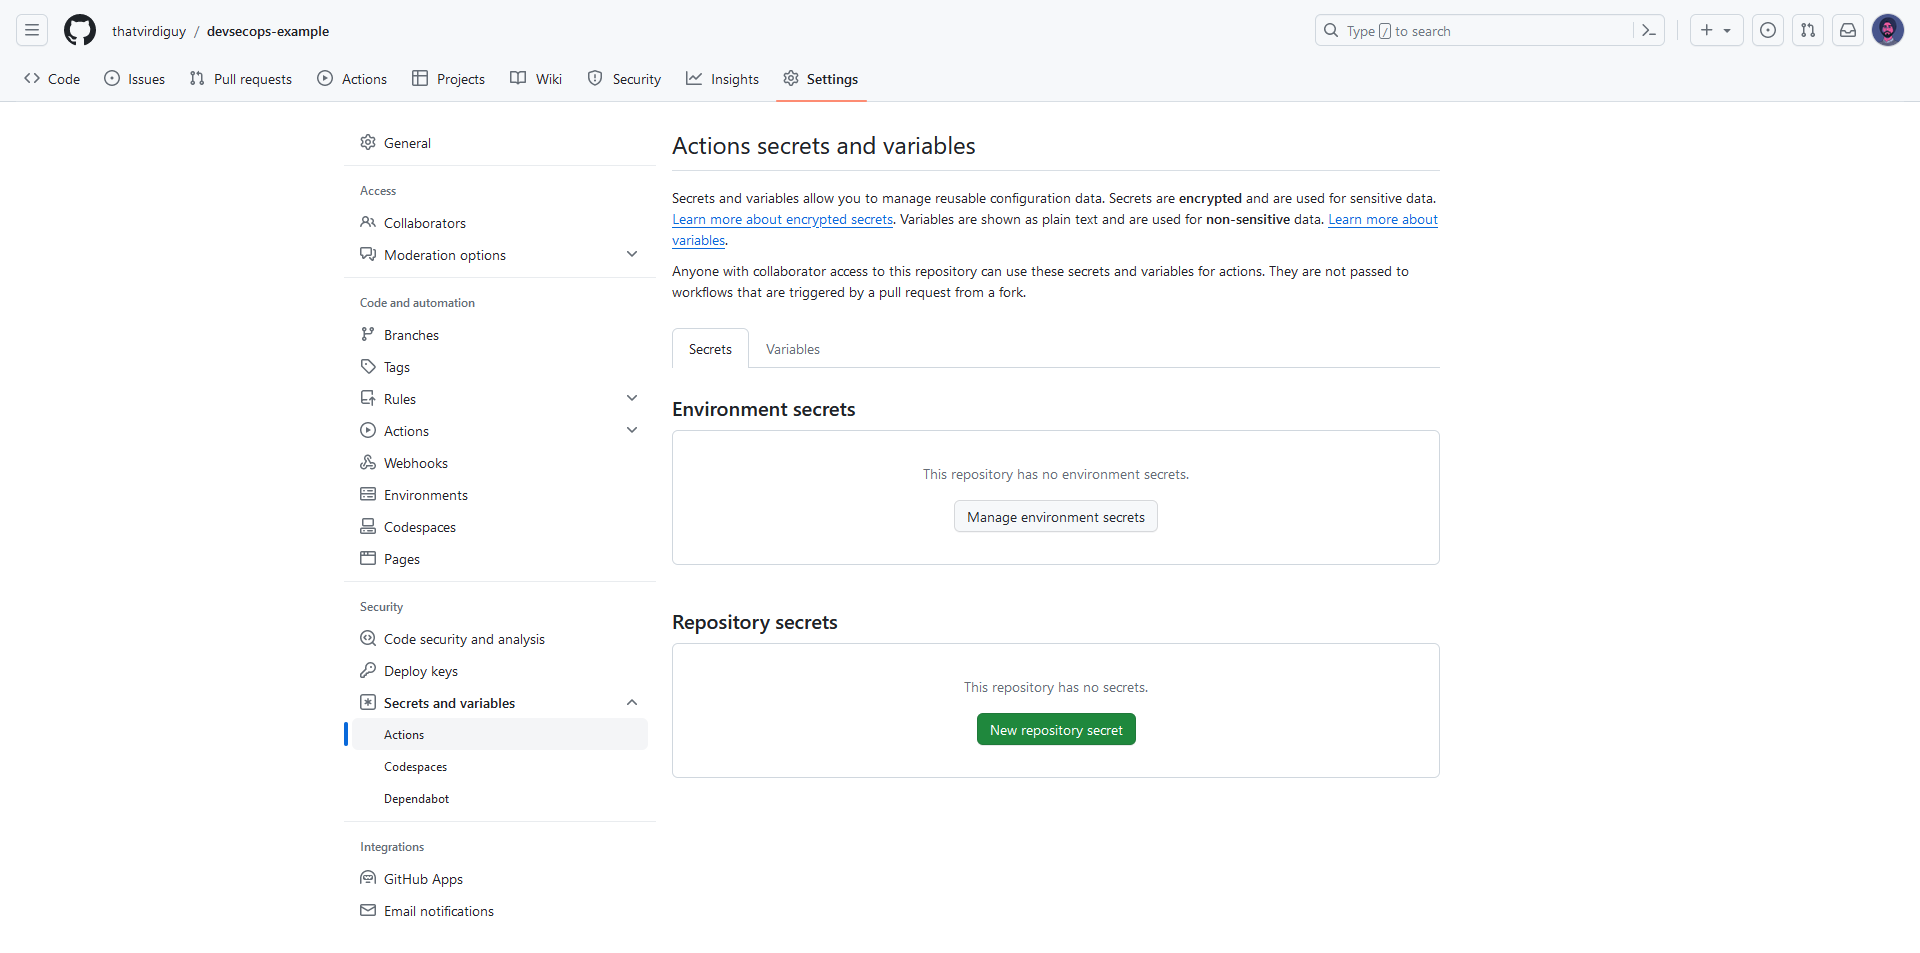 thatvirdiguy / devsecops-example
Type / to search
Code Issues Pull requests Actions Projects Wiki Security Insights Settings
General
Access
Collaborators
Moderation options
Code and automation
Branches
Tags
Rules
Actions
Webhooks
Environments
Codespaces
Pages
Security
Code security and analysis
Deploy keys
Secrets and variables
Actions
Codespaces
Dependabot
Integrations
GitHub Apps
Email notifications
Actions secrets and variables
Secrets and variables allow you to manage reusable configuration data. Secrets are encrypted and are used for sensitive data.
Learn more about encrypted secrets. Variables are shown as plain text and are used for non-sensitive data. Learn more about
variables.
Anyone with collaborator access to this repository can use these secrets and variables for actions. They are not passed to
workflows that are triggered by a pull request from a fork.
Secrets Variables
Environment secrets
This repository has no environment secrets.
Manage environment secrets
Repository secrets
This repository has no secrets.
New repository secret